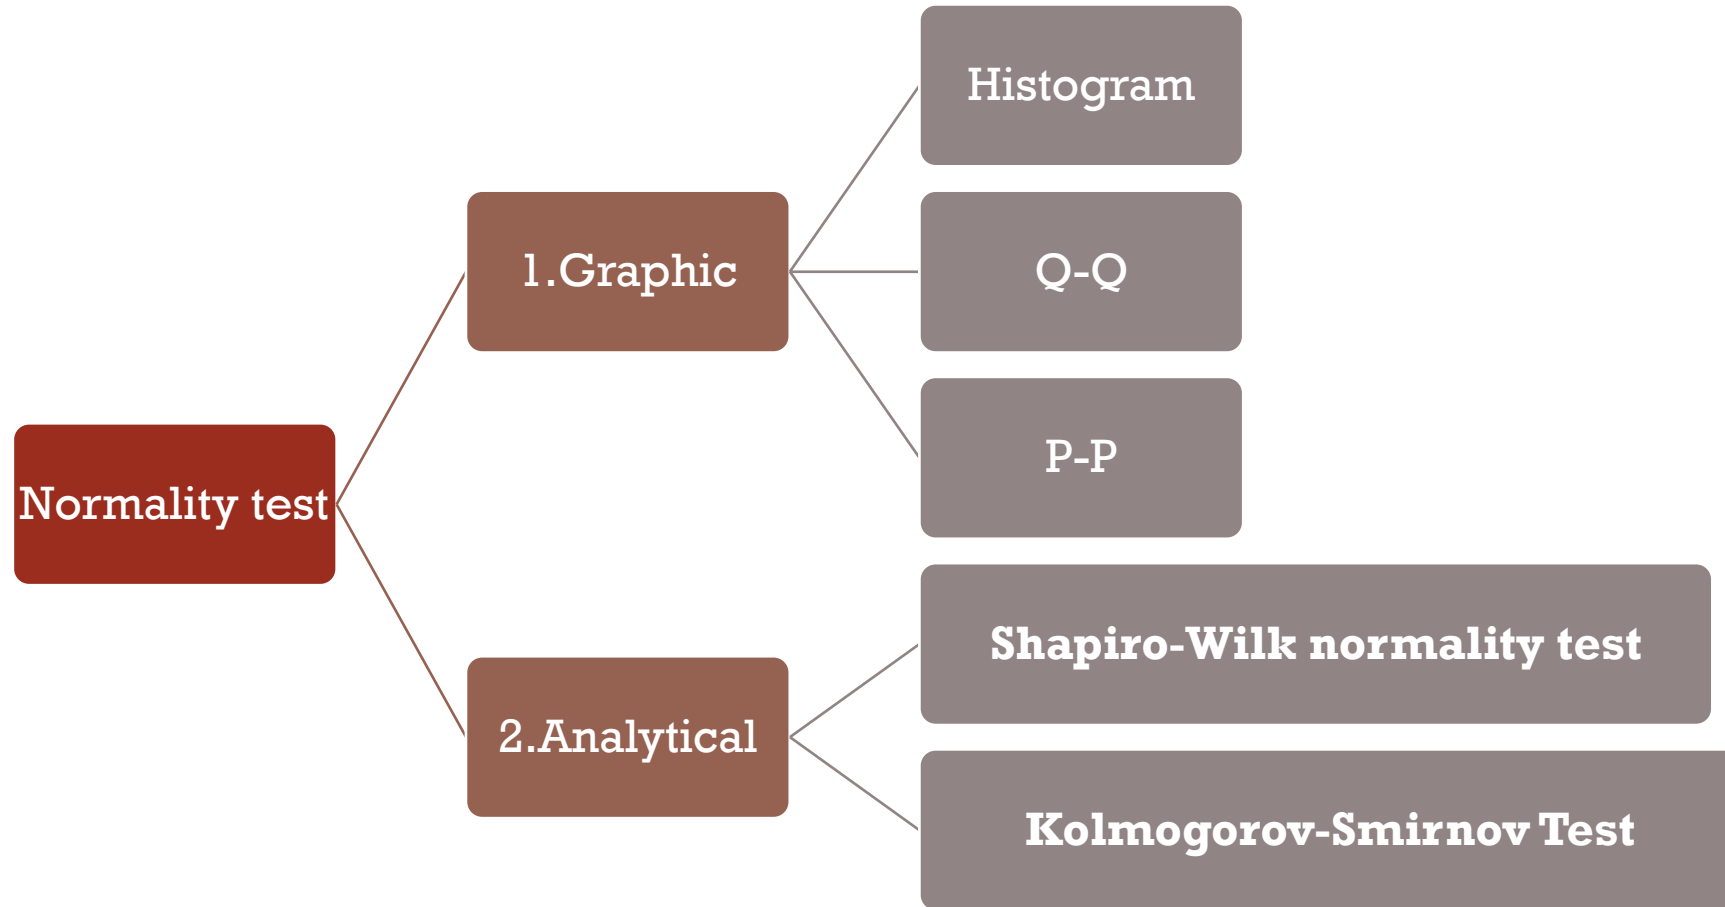 Normality test
1.Graphic
Histogram
Q-Q
P-P
2.Analytical
Shapiro-Wilk normality test
Kolmogorov-Smirnov Test